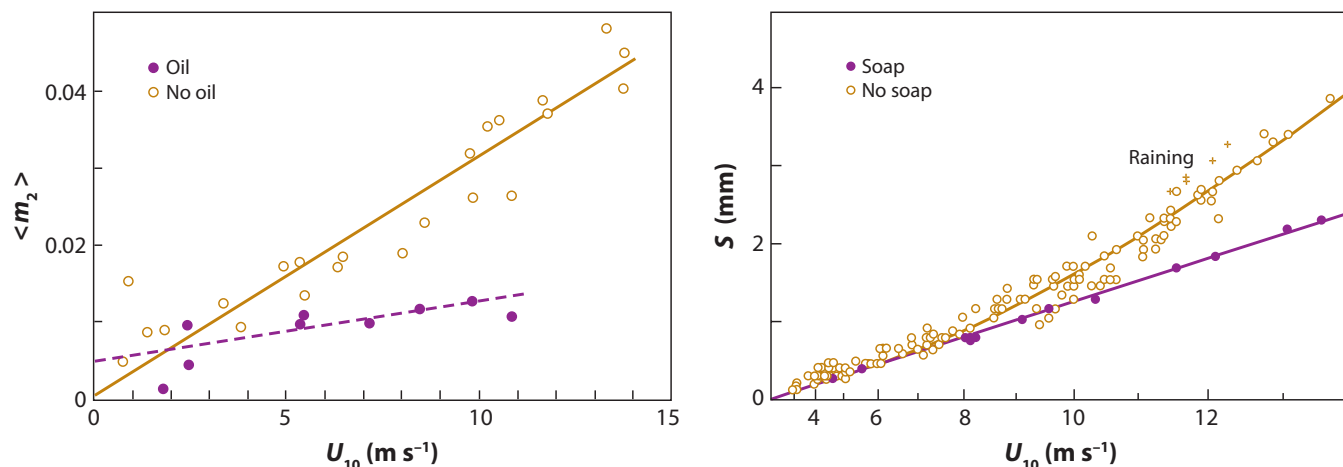 Oil
No oil
<m₂>
0.04
0.02
0
0
5
10
15
U₁₀ (m s⁻¹)
Soap
No soap
Raining
S (mm)
4
2
0
4
6
8
10
12
U₁₀ (m s⁻¹)